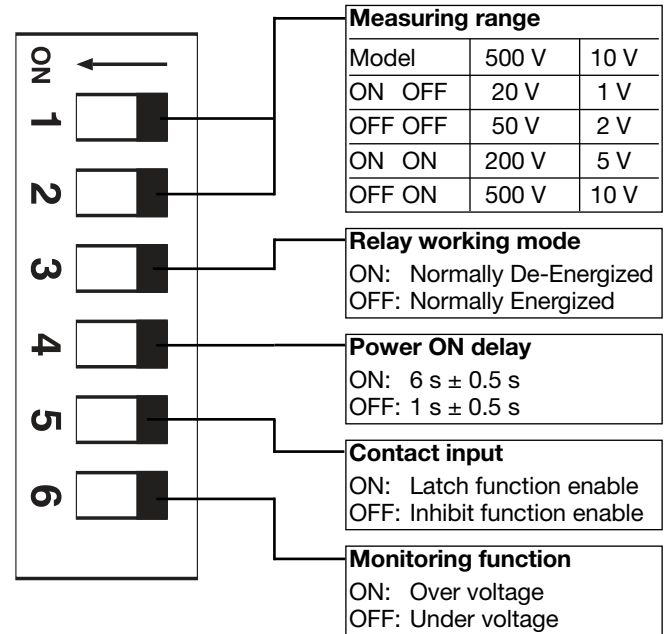 ON
1
2
3
4
5
6
Measuring range
Model 500 V 10 V
ON OFF 20 V 1 V
OFF OFF 50 V 2 V
ON ON 200 V 5 V
OFF ON 500 V 10 V
Relay working mode
ON: Normally De-Energized
OFF: Normally Energized
Power ON delay
ON: 6 s ± 0.5 s
OFF: 1 s ± 0.5 s
Contact input
ON: Latch function enable
OFF: Inhibit function enable
Monitoring function
ON: Over voltage
OFF: Under voltage